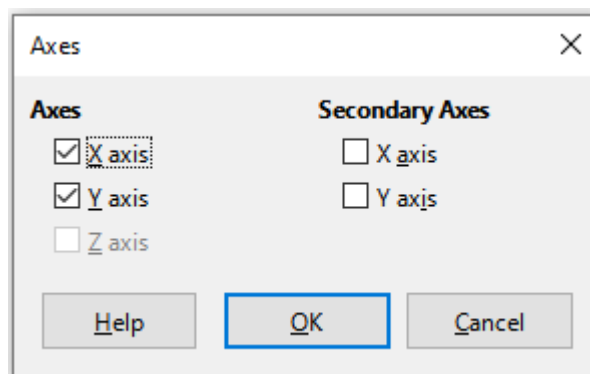 Axes
Axes
Secondary Axes
X axis
X axis
Y axis
Y axis
Z axis
Help
OK
Cancel